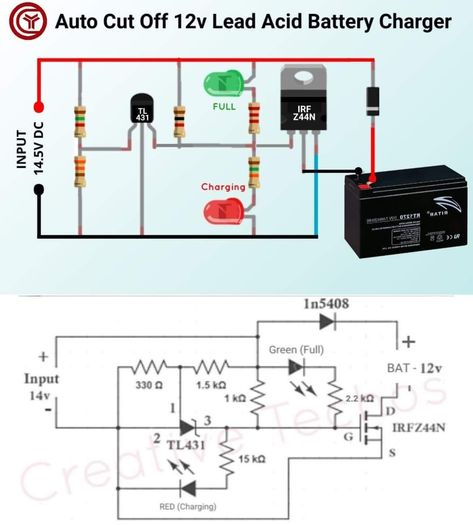 Auto Cut Off 12v Lead Acid Battery Charger
INPUT
14.5V DC
TL
431
FULL
IRF
Z44N
Charging
RITAR
1n5408
Green (Full)
+
+
Input
14v
-
BAT - 12v
-
330 Ω
1.5 kΩ
1 kΩ
2.2 kΩ
1
2
3
TL431
D
G
S
IRFZ44N
15 kΩ
RED (Charging)
Creative Techos